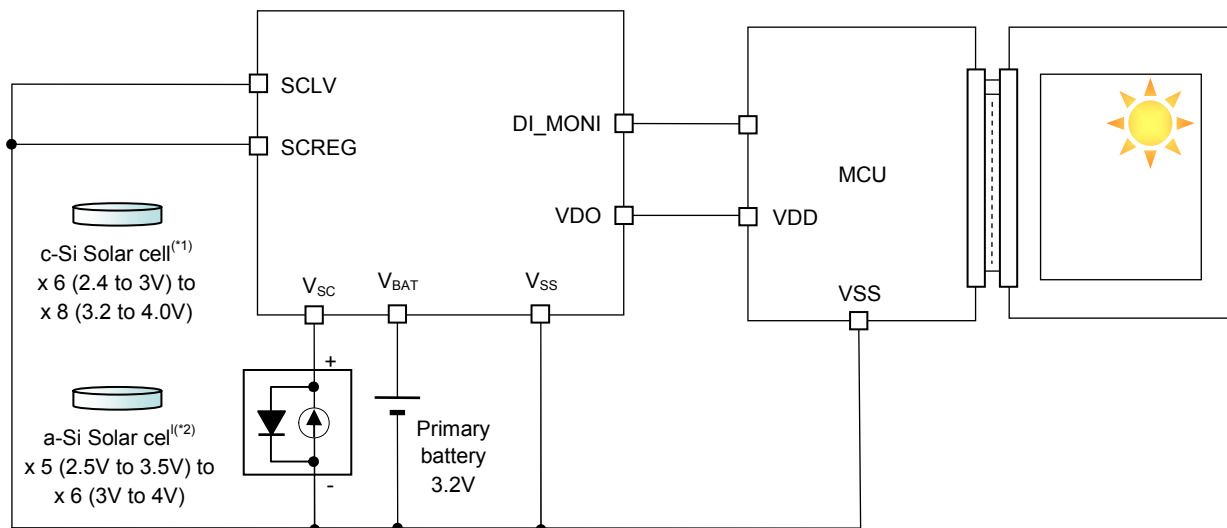 SCLV
SCREG
DI_MONI
VDO
MCU
VDD
VSS
c-Si Solar cell(*1)
x 6 (2.4 to 3V) to
x 8 (3.2 to 4.0V)
VSC
VBAT
VSS
+
-
a-Si Solar cell(*2)
x 5 (2.5V to 3.5V) to
x 6 (3V to 4V)
Primary
battery
3.2V